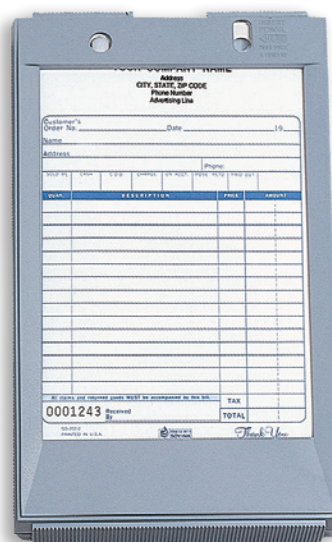 YOUR COMPANY NAME
Address
CITY, STATE, ZIP CODE
Phone Number
Advertising Line
Customer's
Order No. Date 19
Name
Address
Phone:
SOLD BY CASH C.O.D. CHARGE ON ACCT. MDSE. RETD. PAID OUT
QUAN. DESCRIPTION PRICE AMOUNT
All claims and returned goods MUST be accompanied by this bill.
TAX
0001243 Received
By
TOTAL
PRINTED IN U.S.A.
Thank You